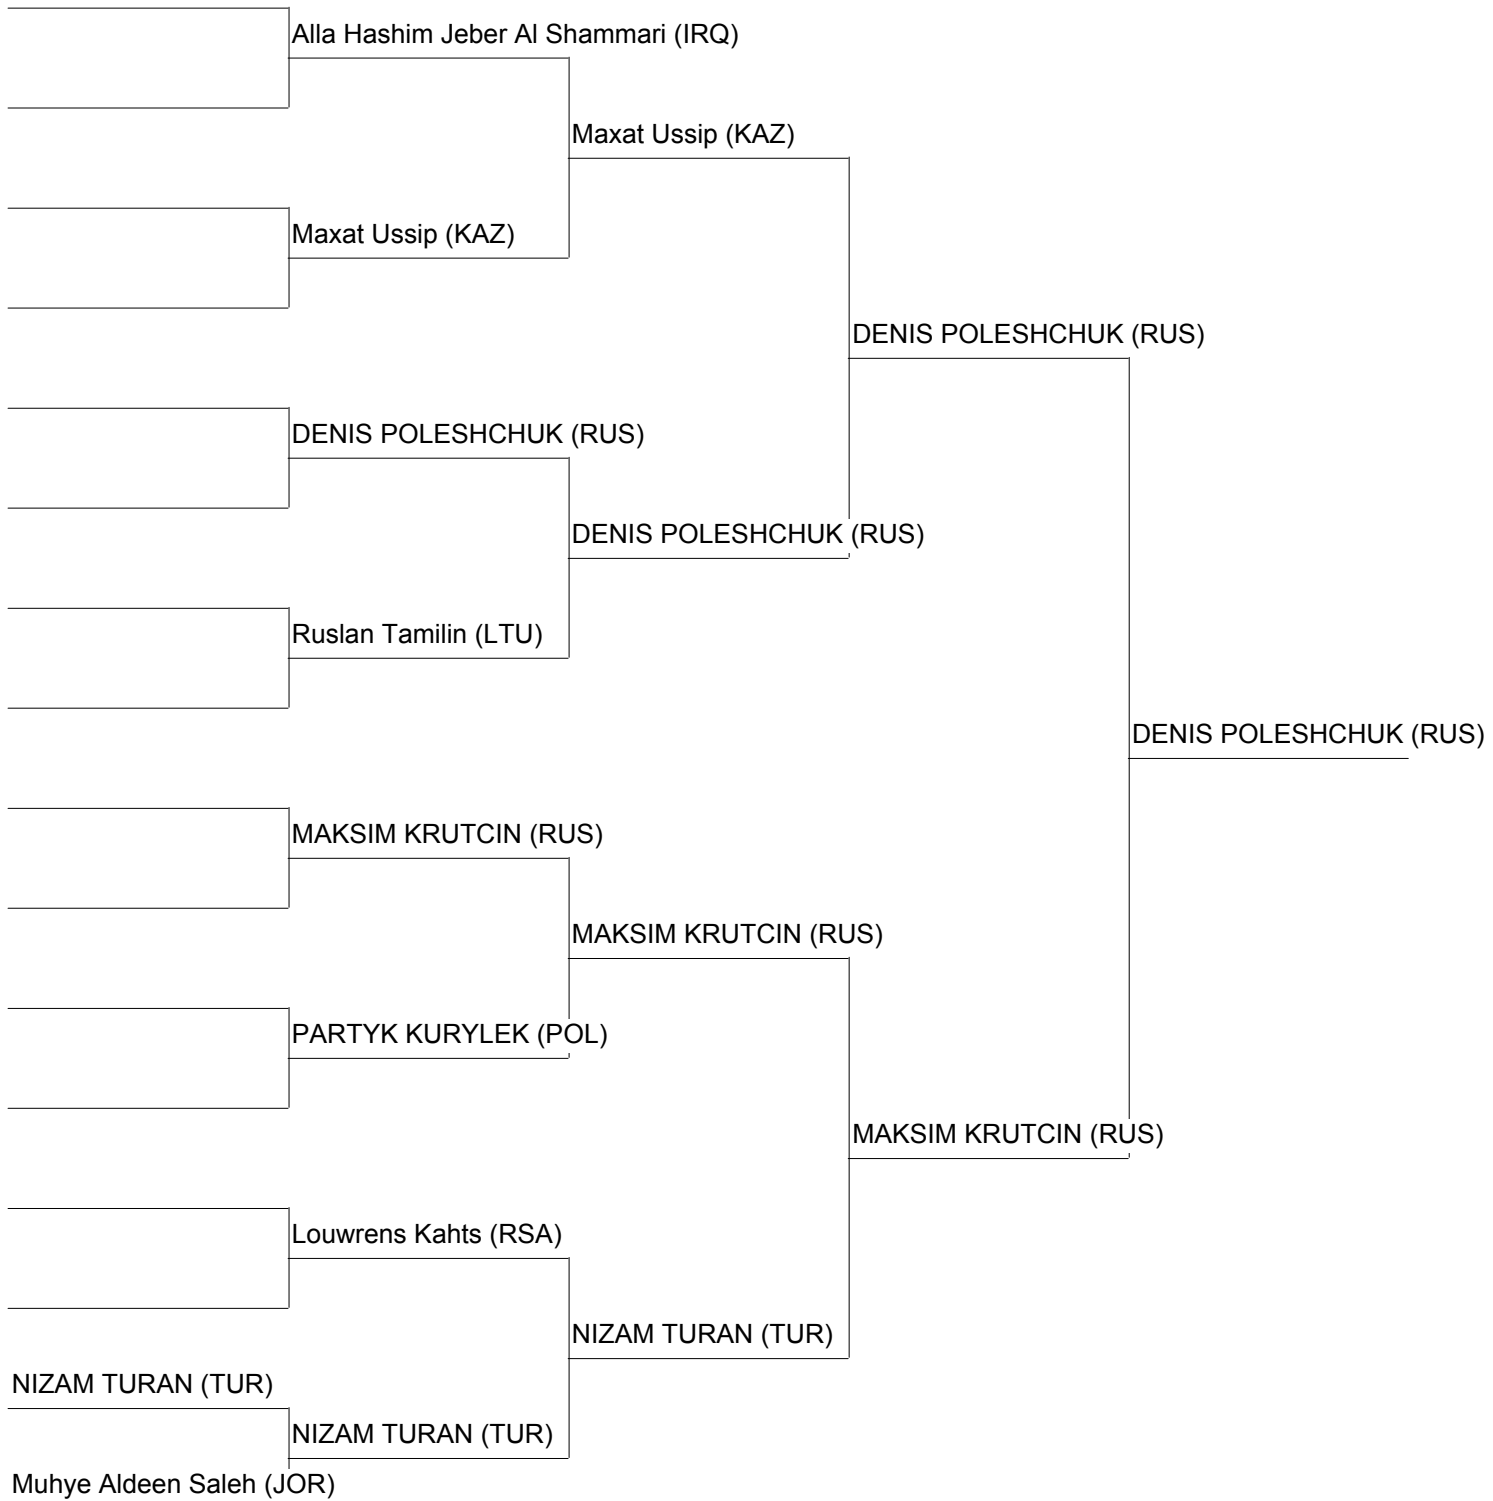 Alla Hashim Jeber Al Shammari (IRQ)
Maxat Ussip (KAZ)
Maxat Ussip (KAZ)
DENIS POLESHCHUK (RUS)
DENIS POLESHCHUK (RUS)
DENIS POLESHCHUK (RUS)
Ruslan Tamilin (LTU)
DENIS POLESHCHUK (RUS)
MAKSIM KRUTCIN (RUS)
MAKSIM KRUTCIN (RUS)
PARTYK KURYLEK (POL)
MAKSIM KRUTCIN (RUS)
Louwrens Kahts (RSA)
NIZAM TURAN (TUR)
NIZAM TURAN (TUR)
NIZAM TURAN (TUR)
Muhye Aldeen Saleh (JOR)